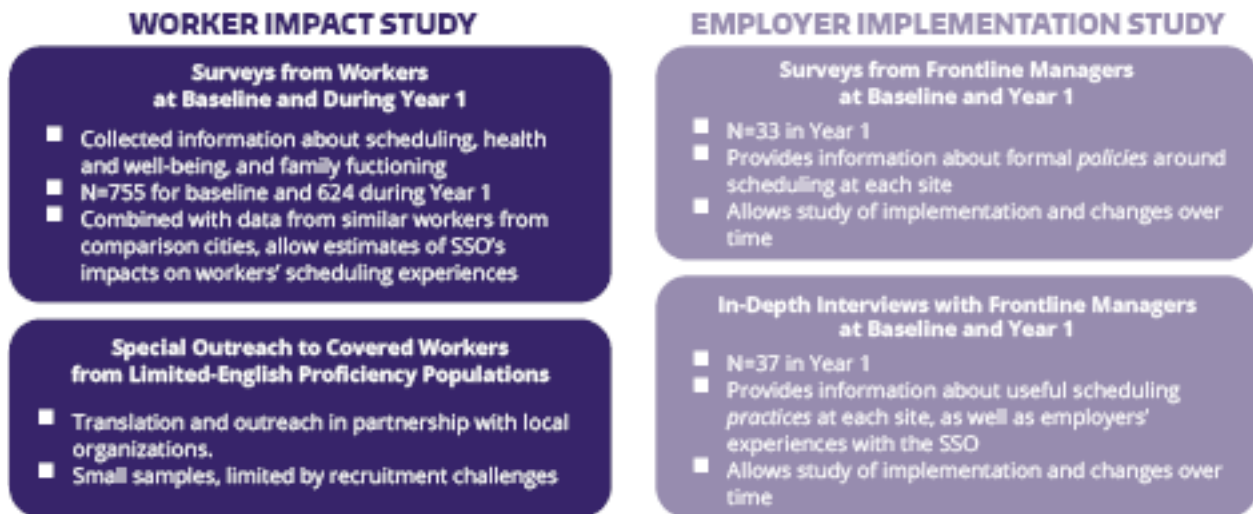 WORKER IMPACT STUDY
Surveys from Workers
at Baseline and During Year 1
Collected information about scheduling, health
and well-being, and family fuctioning
N=755 for baseline and 624 during Year 1
Combined with data from similar workers from
comparison cities, allow estimates of SSO's
impacts on workers' scheduling experiences
Special Outreach to Covered Workers
from Limited-English Proficiency Populations
Translation and outreach in partnership with local
organizations.
Small samples, limited by recruitment challenges
EMPLOYER IMPLEMENTATION STUDY
Surveys from Frontline Managers
at Baseline and Year 1
N=33 in Year 1
Provides information about formal policies around
scheduling at each site
Allows study of implementation and changes over
time
In-Depth Interviews with Frontline Managers
at Baseline and Year 1
N=37 in Year 1
Provides information about useful scheduling
practices at each site, as well as employers'
experiences with the SSO
Allows study of implementation and changes over
time